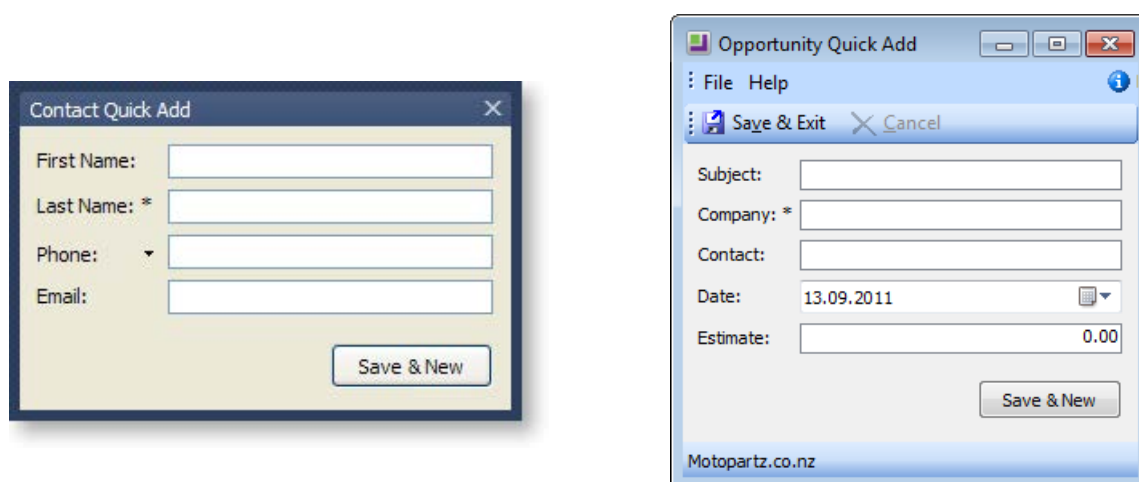 Contact Quick Add
First Name:
Last Name: *
Phone:
Email:
Save & New
Opportunity Quick Add
File Help
Save & Exit Cancel
Subject:
Company: *
Contact:
Date: 13.09.2011
Estimate: 0.00
Save & New
Motopartz.co.nz